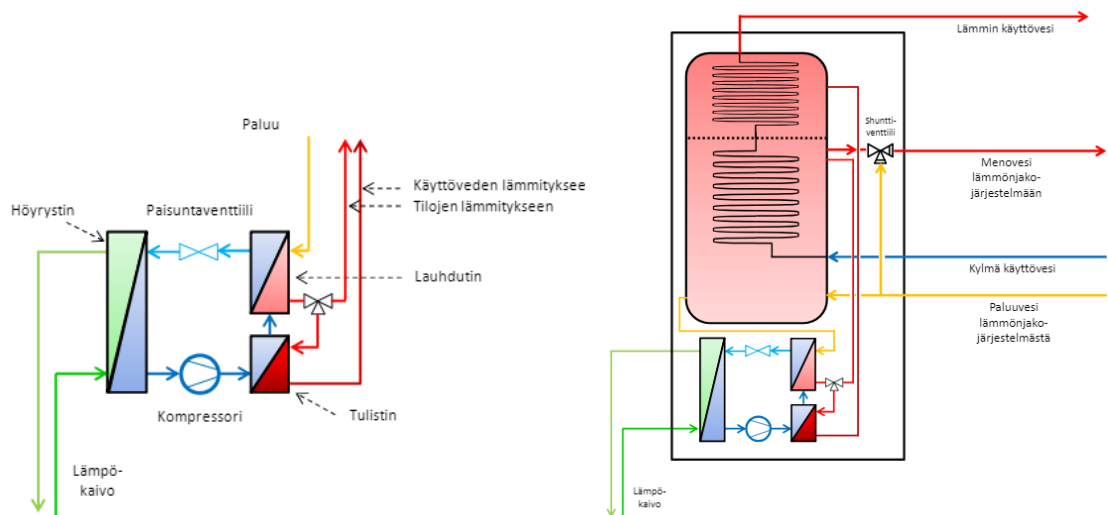 Paluu
Käyttöveden lämmityksee
Tilojen lämmitykseen
Höyrystin
Paisuntaventtiili
Lauhdutin
Kompressori
Tulistin
Lämpö-
kaivo
Lämmin käyttövesi
Shuntti-
venttiili
Menovesi
lämmönjako-
järjestelmään
Kylmä käyttövesi
Paluuvesi
lämmönjako-
järjestelmästä
Lämpö-
kaivo